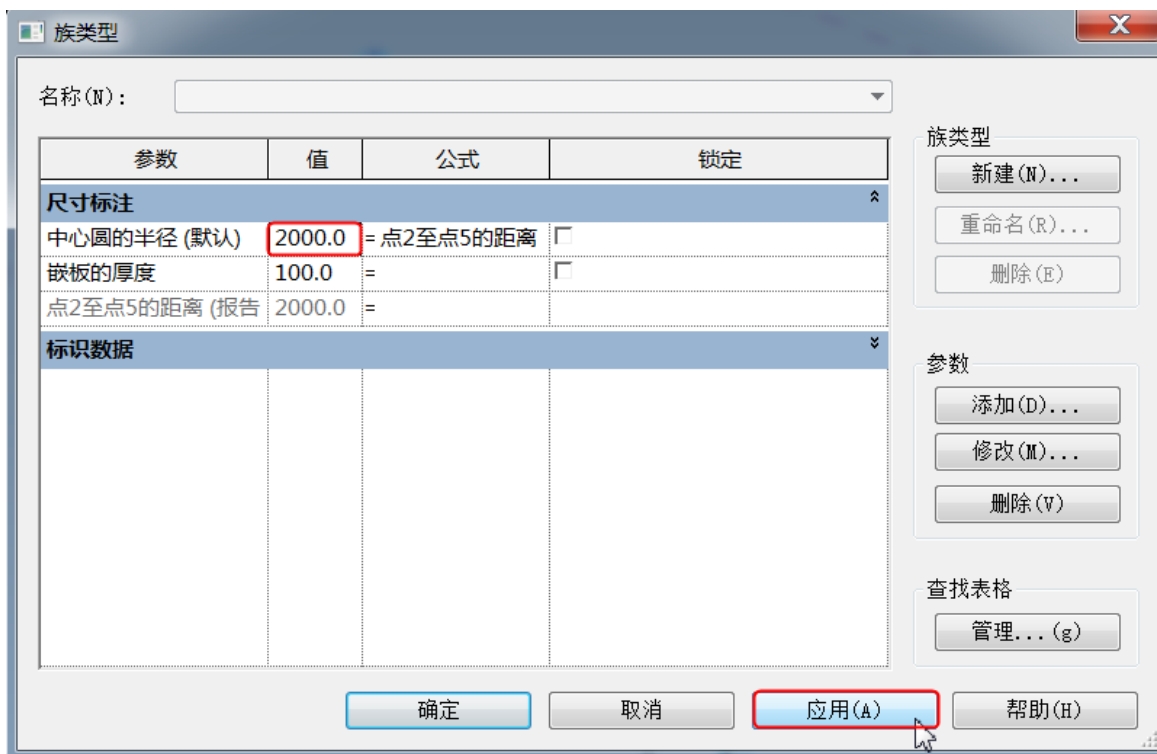 族类型
名称(N):
参数 值 公式 锁定
尺寸标注
中心圆的半径 (默认) 2000.0 = 点2至点5的距离
嵌板的厚度 100.0 =
点2至点5的距离 (报告 2000.0 =
标识数据
族类型
新建(N)...
重命名(R)...
删除(E)
参数
添加(D)...
修改(M)...
删除(V)
查找表格
管理...(g)
确定 取消 应用(A) 帮助(H)